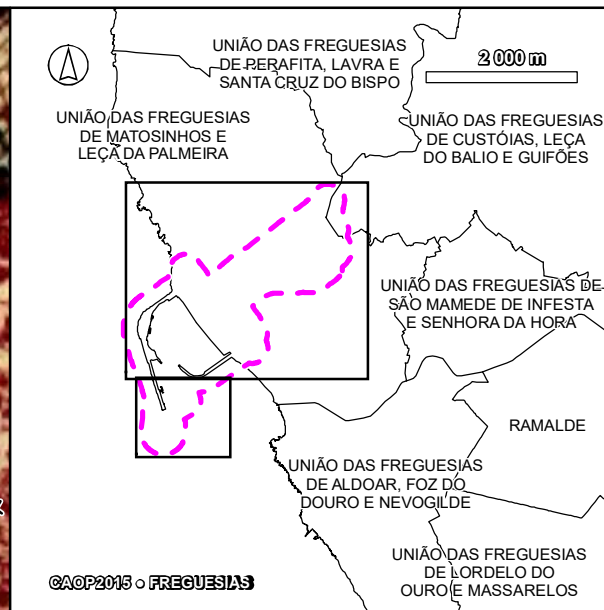 UNIÃO DAS FREGUESIAS
DE PERAFITA, LAVRA E
SANTA CRUZ DO BISPO
2 000 m
UNIÃO DAS FREGUESIAS
DE MATOSINHOS E
LEÇA DA PALMEIRA
UNIÃO DAS FREGUESIAS
DE CUSTÓIAS, LEÇA
DO BALIO E GUIFÕES
UNIÃO DAS FREGUESIAS DE
SÃO MAMEDE DE INFESTA
E SENHORA DA HORA
RAMALDE
UNIÃO DAS FREGUESIAS
DE ALDOAR, FOZ DO
DOURO E NEVOGILDE
UNIÃO DAS FREGUESIAS
DE LORDELO DO
OURO E MASSARELOS
CAOP2015 • FREGUESIAS